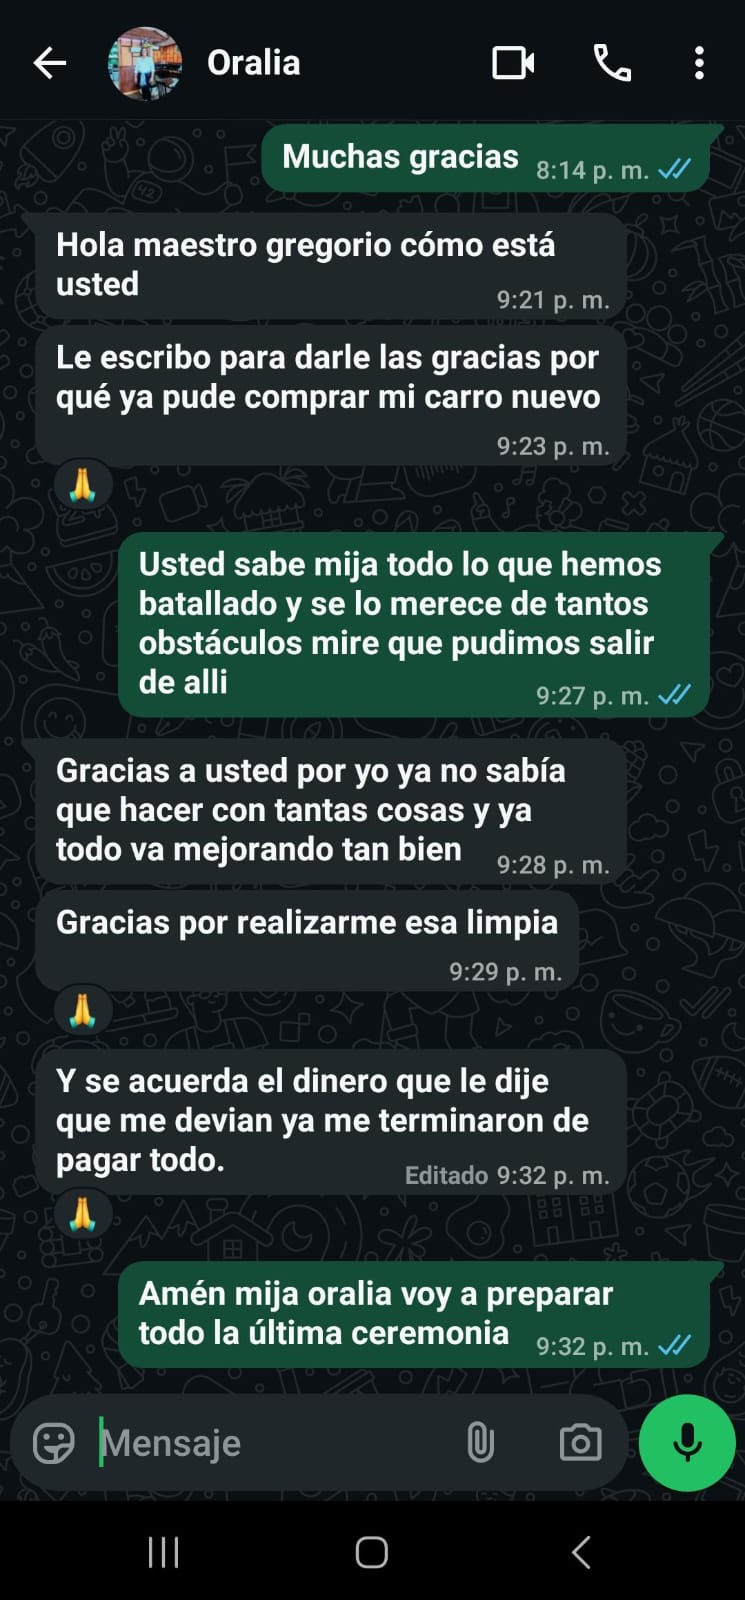 Oralia
Muchas gracias 8:14 p. m.
Hola maestro gregorio cómo está
usted
9:21 p. m.
Le escribo para darle las gracias por
qué ya pude comprar mi carro nuevo
9:23 p. m.
Usted sabe mija todo lo que hemos
batallado y se lo merece de tantos
obstáculos mire que pudimos salir
de alli
9:27 p. m.
Gracias a usted por yo ya no sabía
que hacer con tantas cosas y ya
todo va mejorando tan bien
9:28 p. m.
Gracias por realizarme esa limpia
9:29 p. m.
Y se acuerda el dinero que le dije
que me devian ya me terminaron de
pagar todo.
Editado 9:32 p. m.
Amén mija oralia voy a preparar
todo la última ceremonia 9:32 p. m.
Mensaje